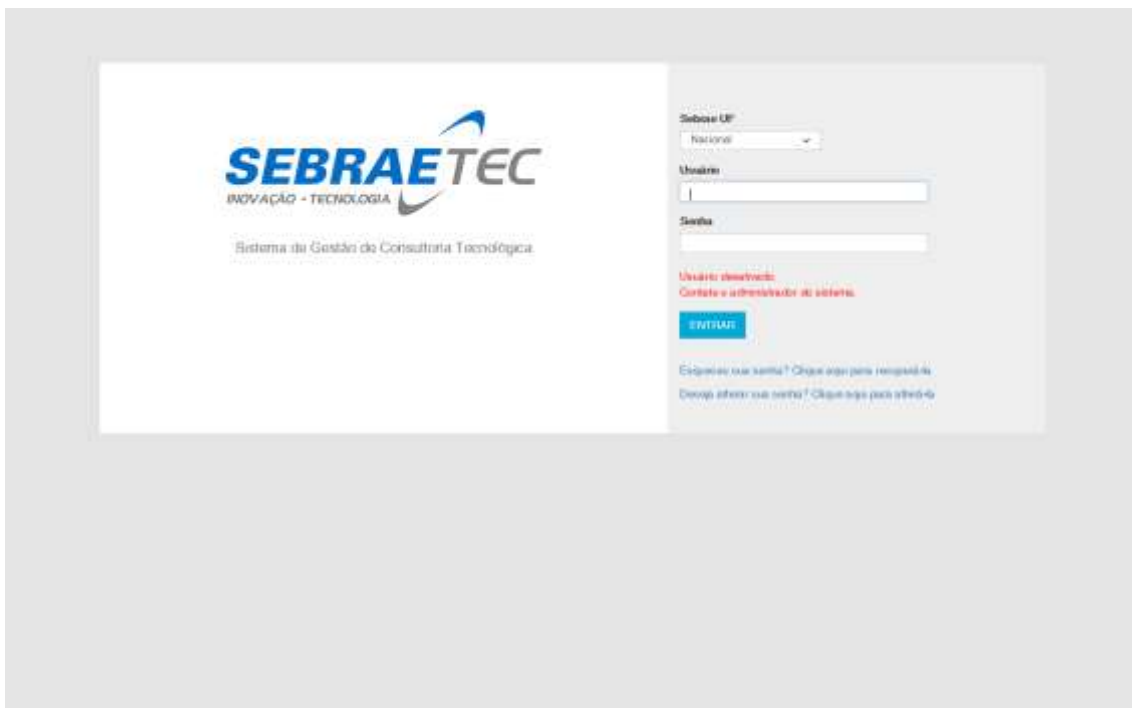 SEBRAETEC
INOVAÇÃO - TECNOLOGIA
Sistema de Gestão de Consultoria Tecnológica
Sebrae UF
Nacional
Usuário
Senha
Usuário desativado.
Contate o administrador do sistema.
ENTRAR
Esqueceu sua senha? Clique aqui para recuperá-la
Deseja alterar sua senha? Clique aqui para alterá-la